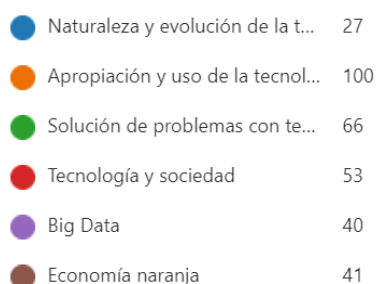 Naturaleza y evolución de la t... 27
Apropiación y uso de la tecnol... 100
Solución de problemas con te... 66
Tecnología y sociedad 53
Big Data 40
Economía naranja 41